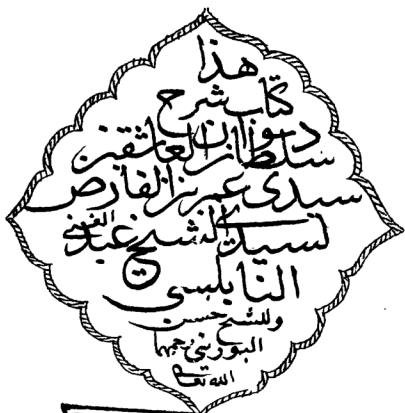 هذا
كتاب شرح
ديوان
سلطان العاشقين
سيدي عمر بن الفارض
لسيدي الشيخ عبد الغني
النابلسي
وللشيخ حسن
البوريني رحمهما
الله تعالى